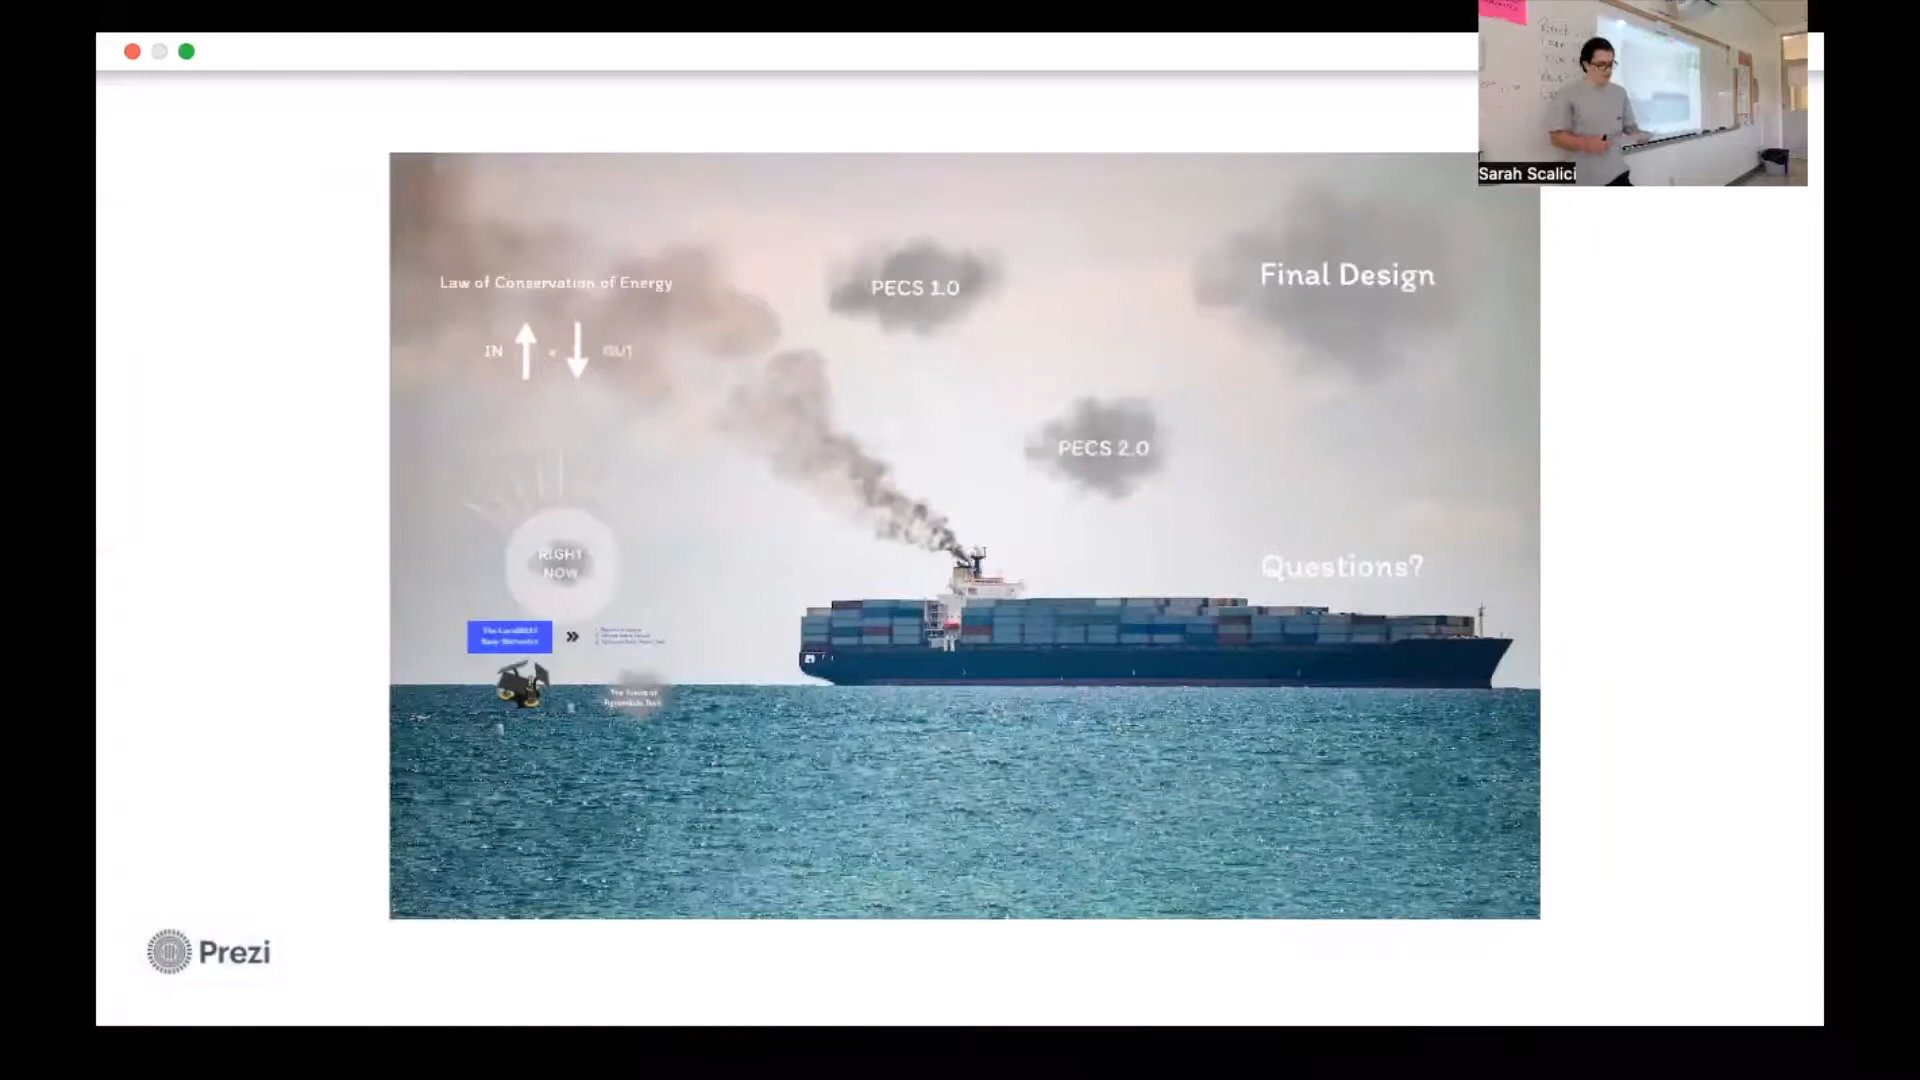 Sarah Scalici
Law of Conservation of Energy
IN
OUT
PECS 1.0
Final Design
PECS 2.0
RIGHT
NOW
Questions?
Prezi